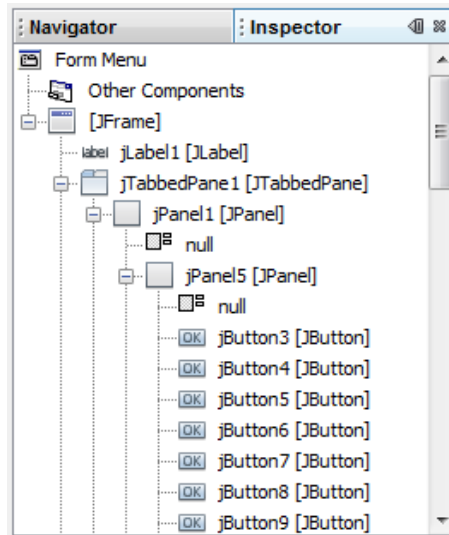 Navigator Inspector
Form Menu
Other Components
[JFrame]
label jLabel1 [JLabel]
jTabbedPane1 [JTabbedPane]
jPanel1 [JPanel]
null
jPanel5 [JPanel]
null
OK jButton3 [JButton]
OK jButton4 [JButton]
OK jButton5 [JButton]
OK jButton6 [JButton]
OK jButton7 [JButton]
OK jButton8 [JButton]
OK jButton9 [JButton]